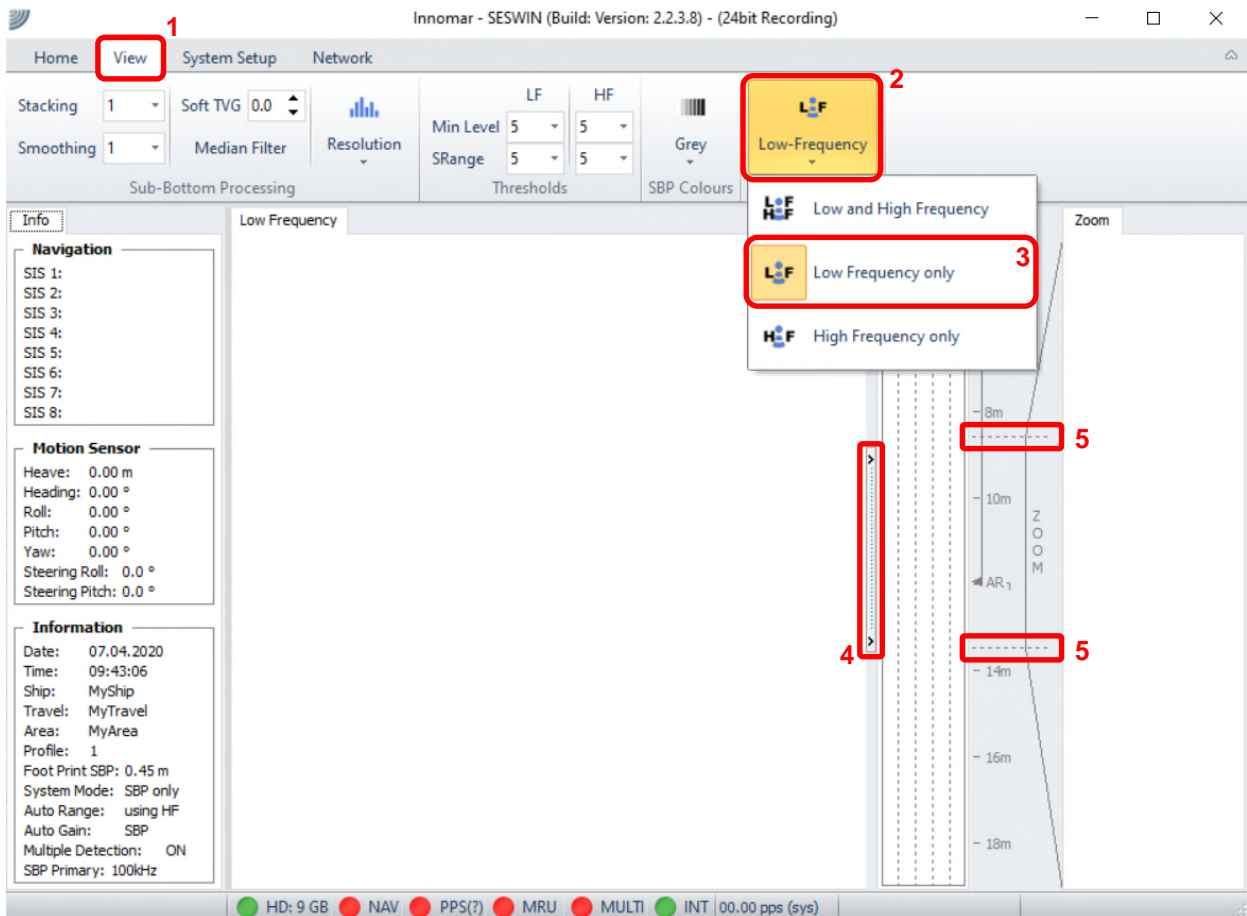 Innomar - SESWIN (Build: Version: 2.2.3.8) - (24bit Recording)
1
Home View System Setup Network
2
Stacking 1 Soft TVG 0.0
Smoothing 1 Median Filter
Resolution
Sub-Bottom Processing
LF HF
Min Level 5 5
SRange 5 5
Thresholds
Grey
SBP Colours
LF
Low-Frequency
LF HF Low and High Frequency
LF Low Frequency only 3
HF High Frequency only
Info
Low Frequency
Zoom
Navigation
SIS 1:
SIS 2:
SIS 3:
SIS 4:
SIS 5:
SIS 6:
SIS 7:
SIS 8:
Motion Sensor
Heave: 0.00 m
Heading: 0.00 °
Roll: 0.00 °
Pitch: 0.00 °
Yaw: 0.00 °
Steering Roll: 0.0 °
Steering Pitch: 0.0 °
Information
Date: 07.04.2020
Time: 09:43:06
Ship: MyShip
Travel: MyTravel
Area: MyArea
Profile: 1
Foot Print SBP: 0.45 m
System Mode: SBP only
Auto Range: using HF
Auto Gain: SBP
Multiple Detection: ON
SBP Primary: 100kHz
4
8m
5
10m
ZOOM
AR1
5
14m
16m
18m
HD: 9 GB NAV PPS(?) MRU MULTI INT 00.00 pps (sys)